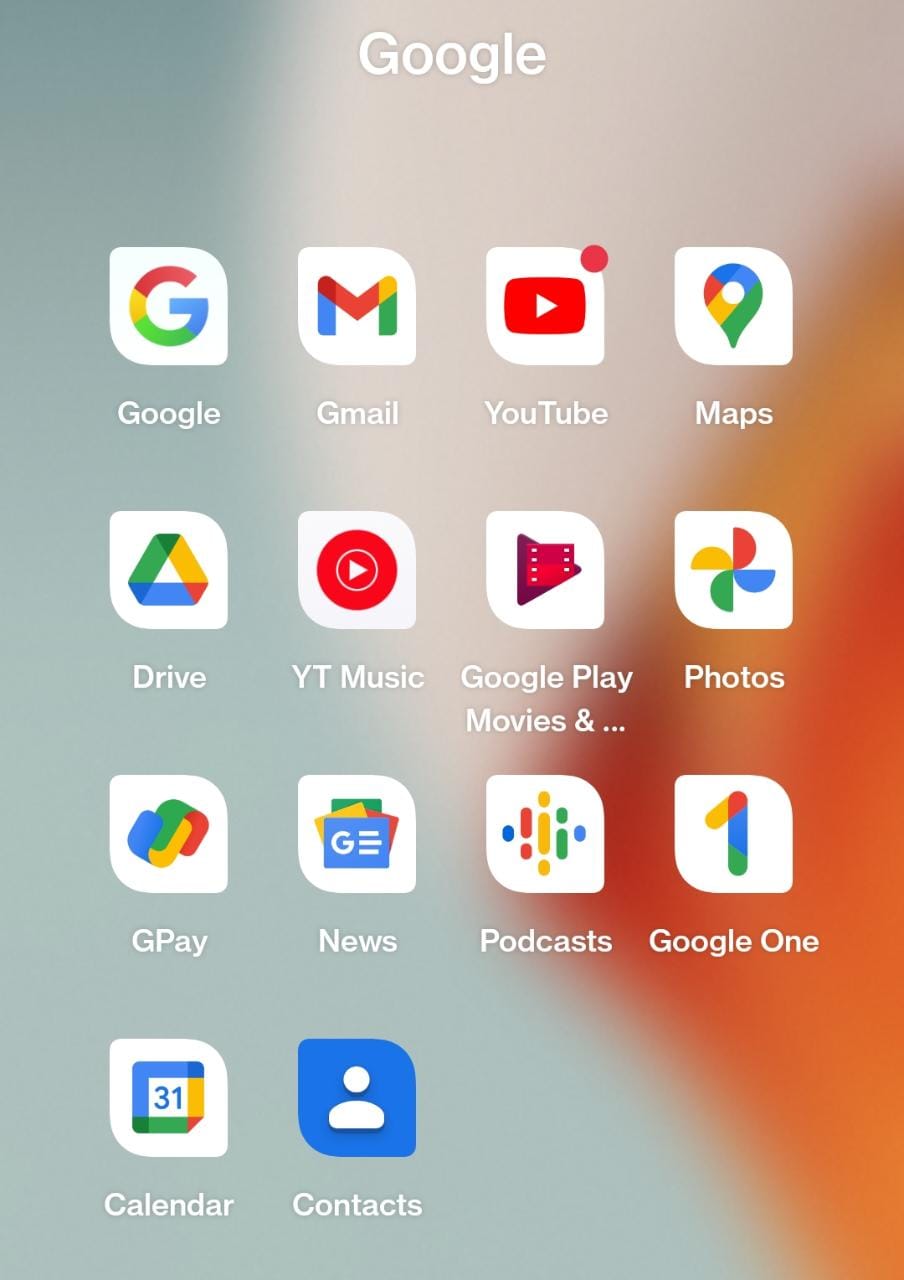 Google
Google Gmail YouTube Maps
Drive YT Music Google Play Photos
Movies & ...
GE
GPay News Podcasts Google One
31
Calendar Contacts